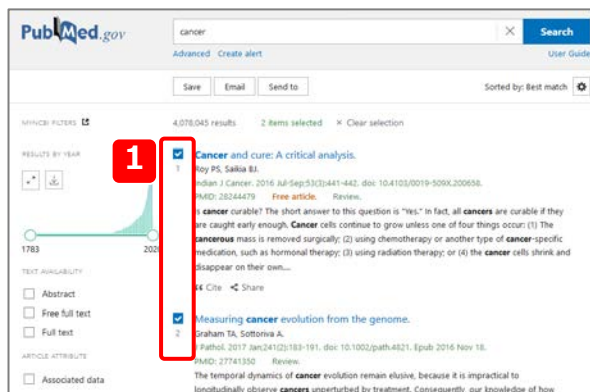 PubMed.gov
cancer
Search
Advanced Create alert
User Guide
Save Email Send to
Sorted by: Best match
MYNCBI FILTERS
4,078,045 results 2 items selected × Clear selection
RESULTS BY YEAR
1783 2020
TEXT AVAILABILITY
Abstract
Free full text
Full text
ARTICLE ATTRIBUTE
Associated data
1
Cancer and cure: A critical analysis.
1
Roy PS, Saikia BJ.
Indian J Cancer. 2016 Jul-Sep;53(3):441-442. doi: 10.4103/0019-509X.200658.
PMID: 28244479 Free article. Review.
Is cancer curable? The short answer to this question is "Yes." In fact, all cancers are curable if they
are caught early enough. Cancer cells continue to grow unless one of four things occur: (1) The
cancerous mass is removed surgically; (2) using chemotherapy or another type of cancer-specific
medication, such as hormonal therapy; (3) using radiation therapy; or (4) the cancer cells shrink and
disappear on their own....
Cite Share
Measuring cancer evolution from the genome.
2
Graham TA, Sottoriva A.
J Pathol. 2017 Jan;241(2):183-191. doi: 10.1002/path.4821. Epub 2016 Nov 18.
PMID: 27741350 Review.
The temporal dynamics of cancer evolution remain elusive, because it is impractical to
longitudinally observe cancers unperturbed by treatment. Consequently, our knowledge of how